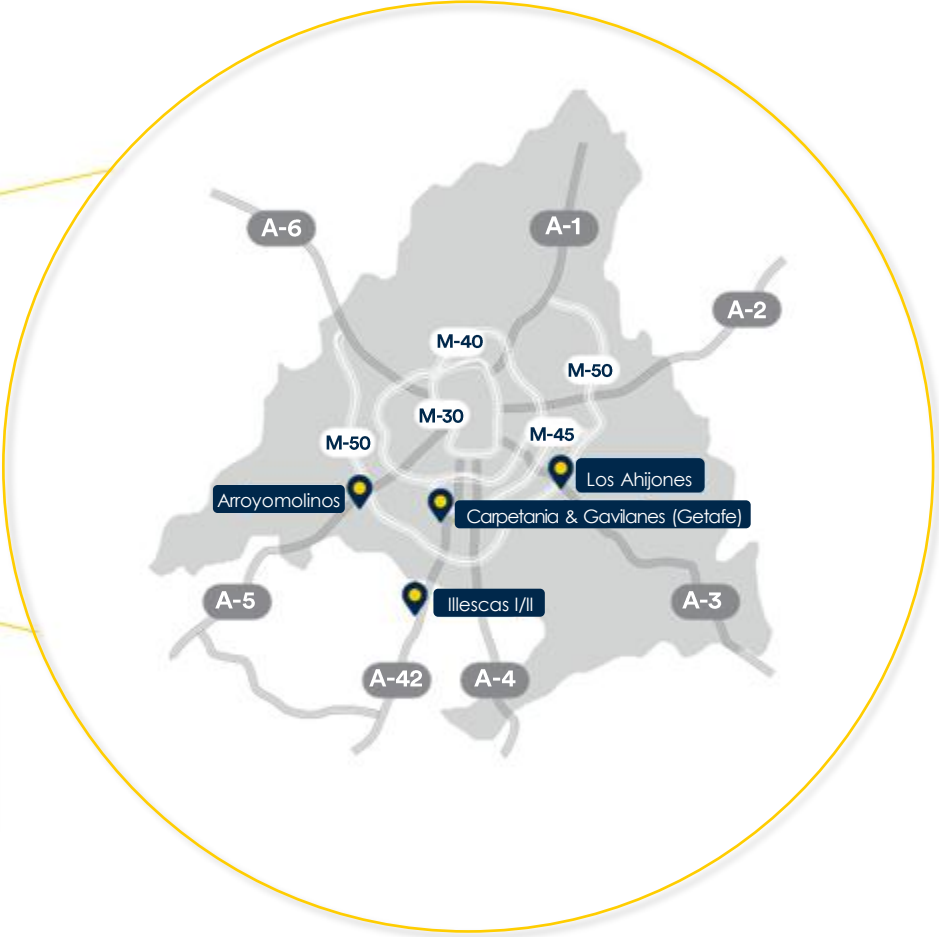 A-6
A-1
A-2
M-40
M-50
M-30
M-45
M-50
Los Ahijones
Arroyomolinos
Carpetania & Gavilanes (Getafe)
A-5
Illescas I/II
A-3
A-42
A-4